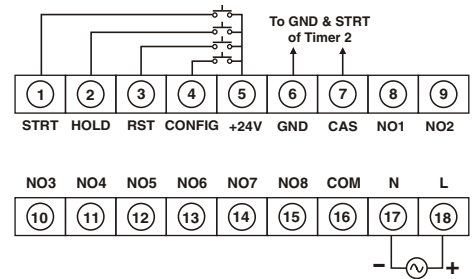 To GND & STRT
of Timer 2
1 2 3 4 5 6 7 8 9
STRT HOLD RST CONFIG +24V GND CAS NO1 NO2
NO3 NO4 NO5 NO6 NO7 NO8 COM N L
10 11 12 13 14 15 16 17 18
− +